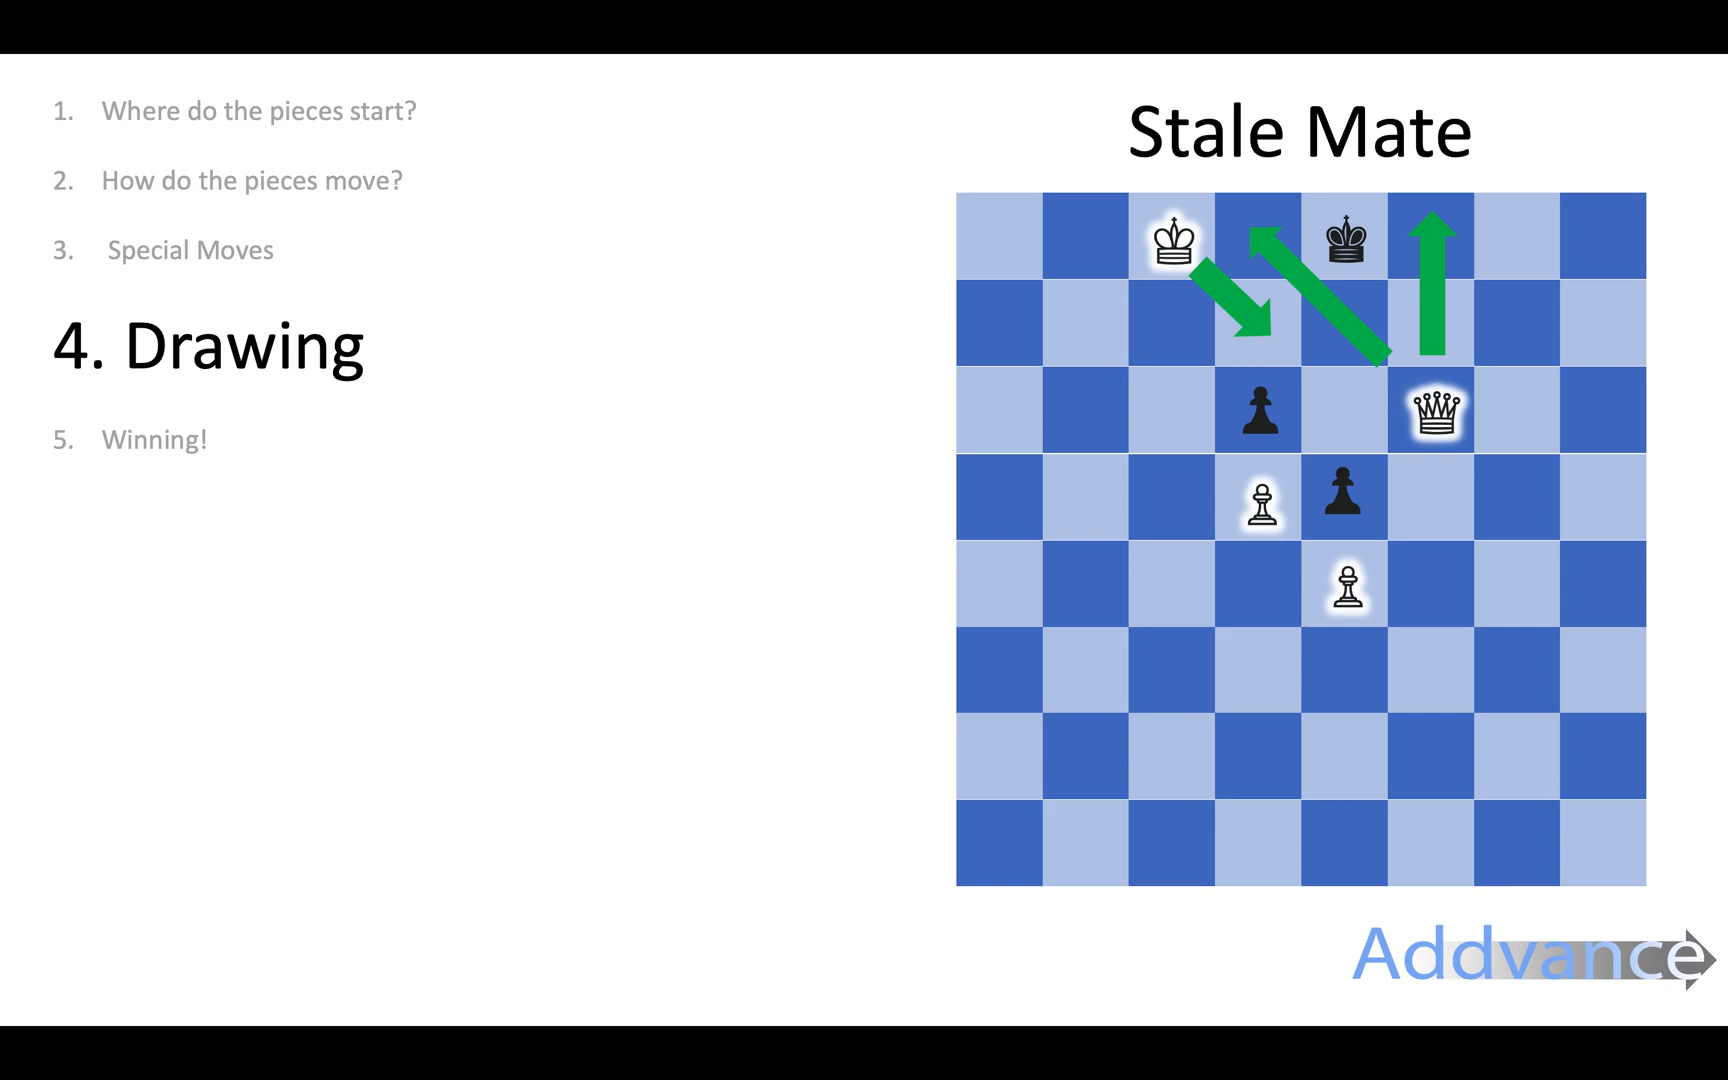 1. Where do the pieces start?
2. How do the pieces move?
3. Special Moves
4. Drawing
5. Winning!
Stale Mate
Addvance